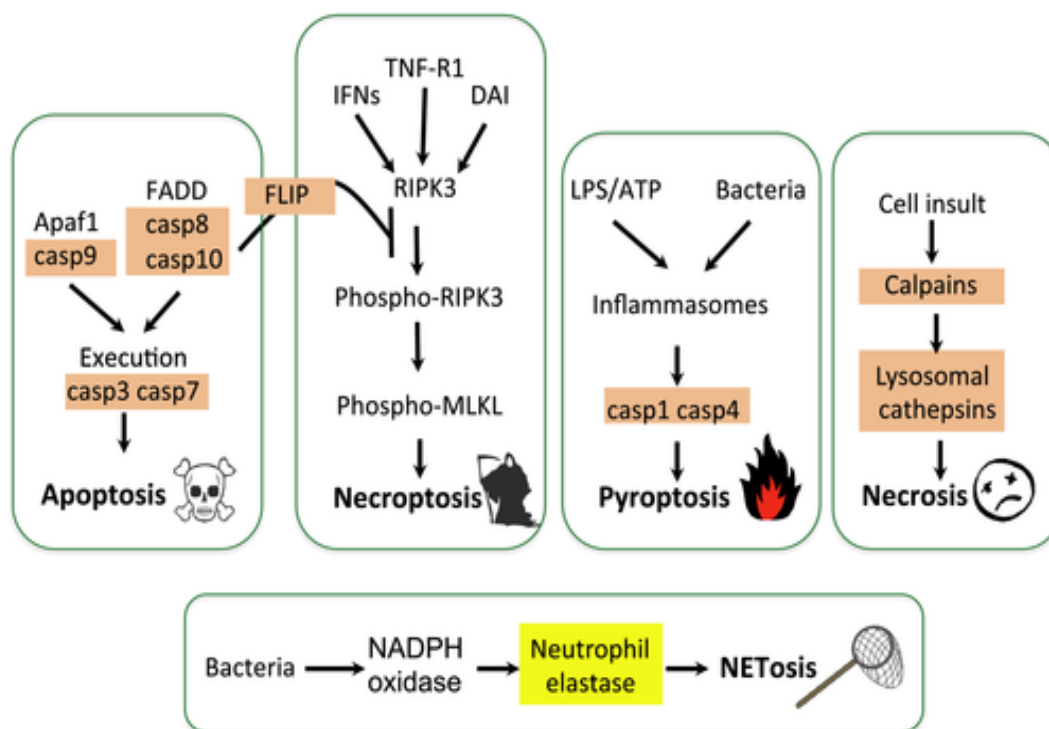 Apaf1
casp9
FADD
casp8
casp10
FLIP
Execution
casp3 casp7
Apoptosis
TNF-R1
IFNs
DAI
RIPK3
Phospho-RIPK3
Phospho-MLKL
Necroptosis
LPS/ATP
Bacteria
Inflammasomes
casp1 casp4
Pyroptosis
Cell insult
Calpains
Lysosomal
cathepsins
Necrosis
Bacteria
NADPH
oxidase
Neutrophil
elastase
NETosis